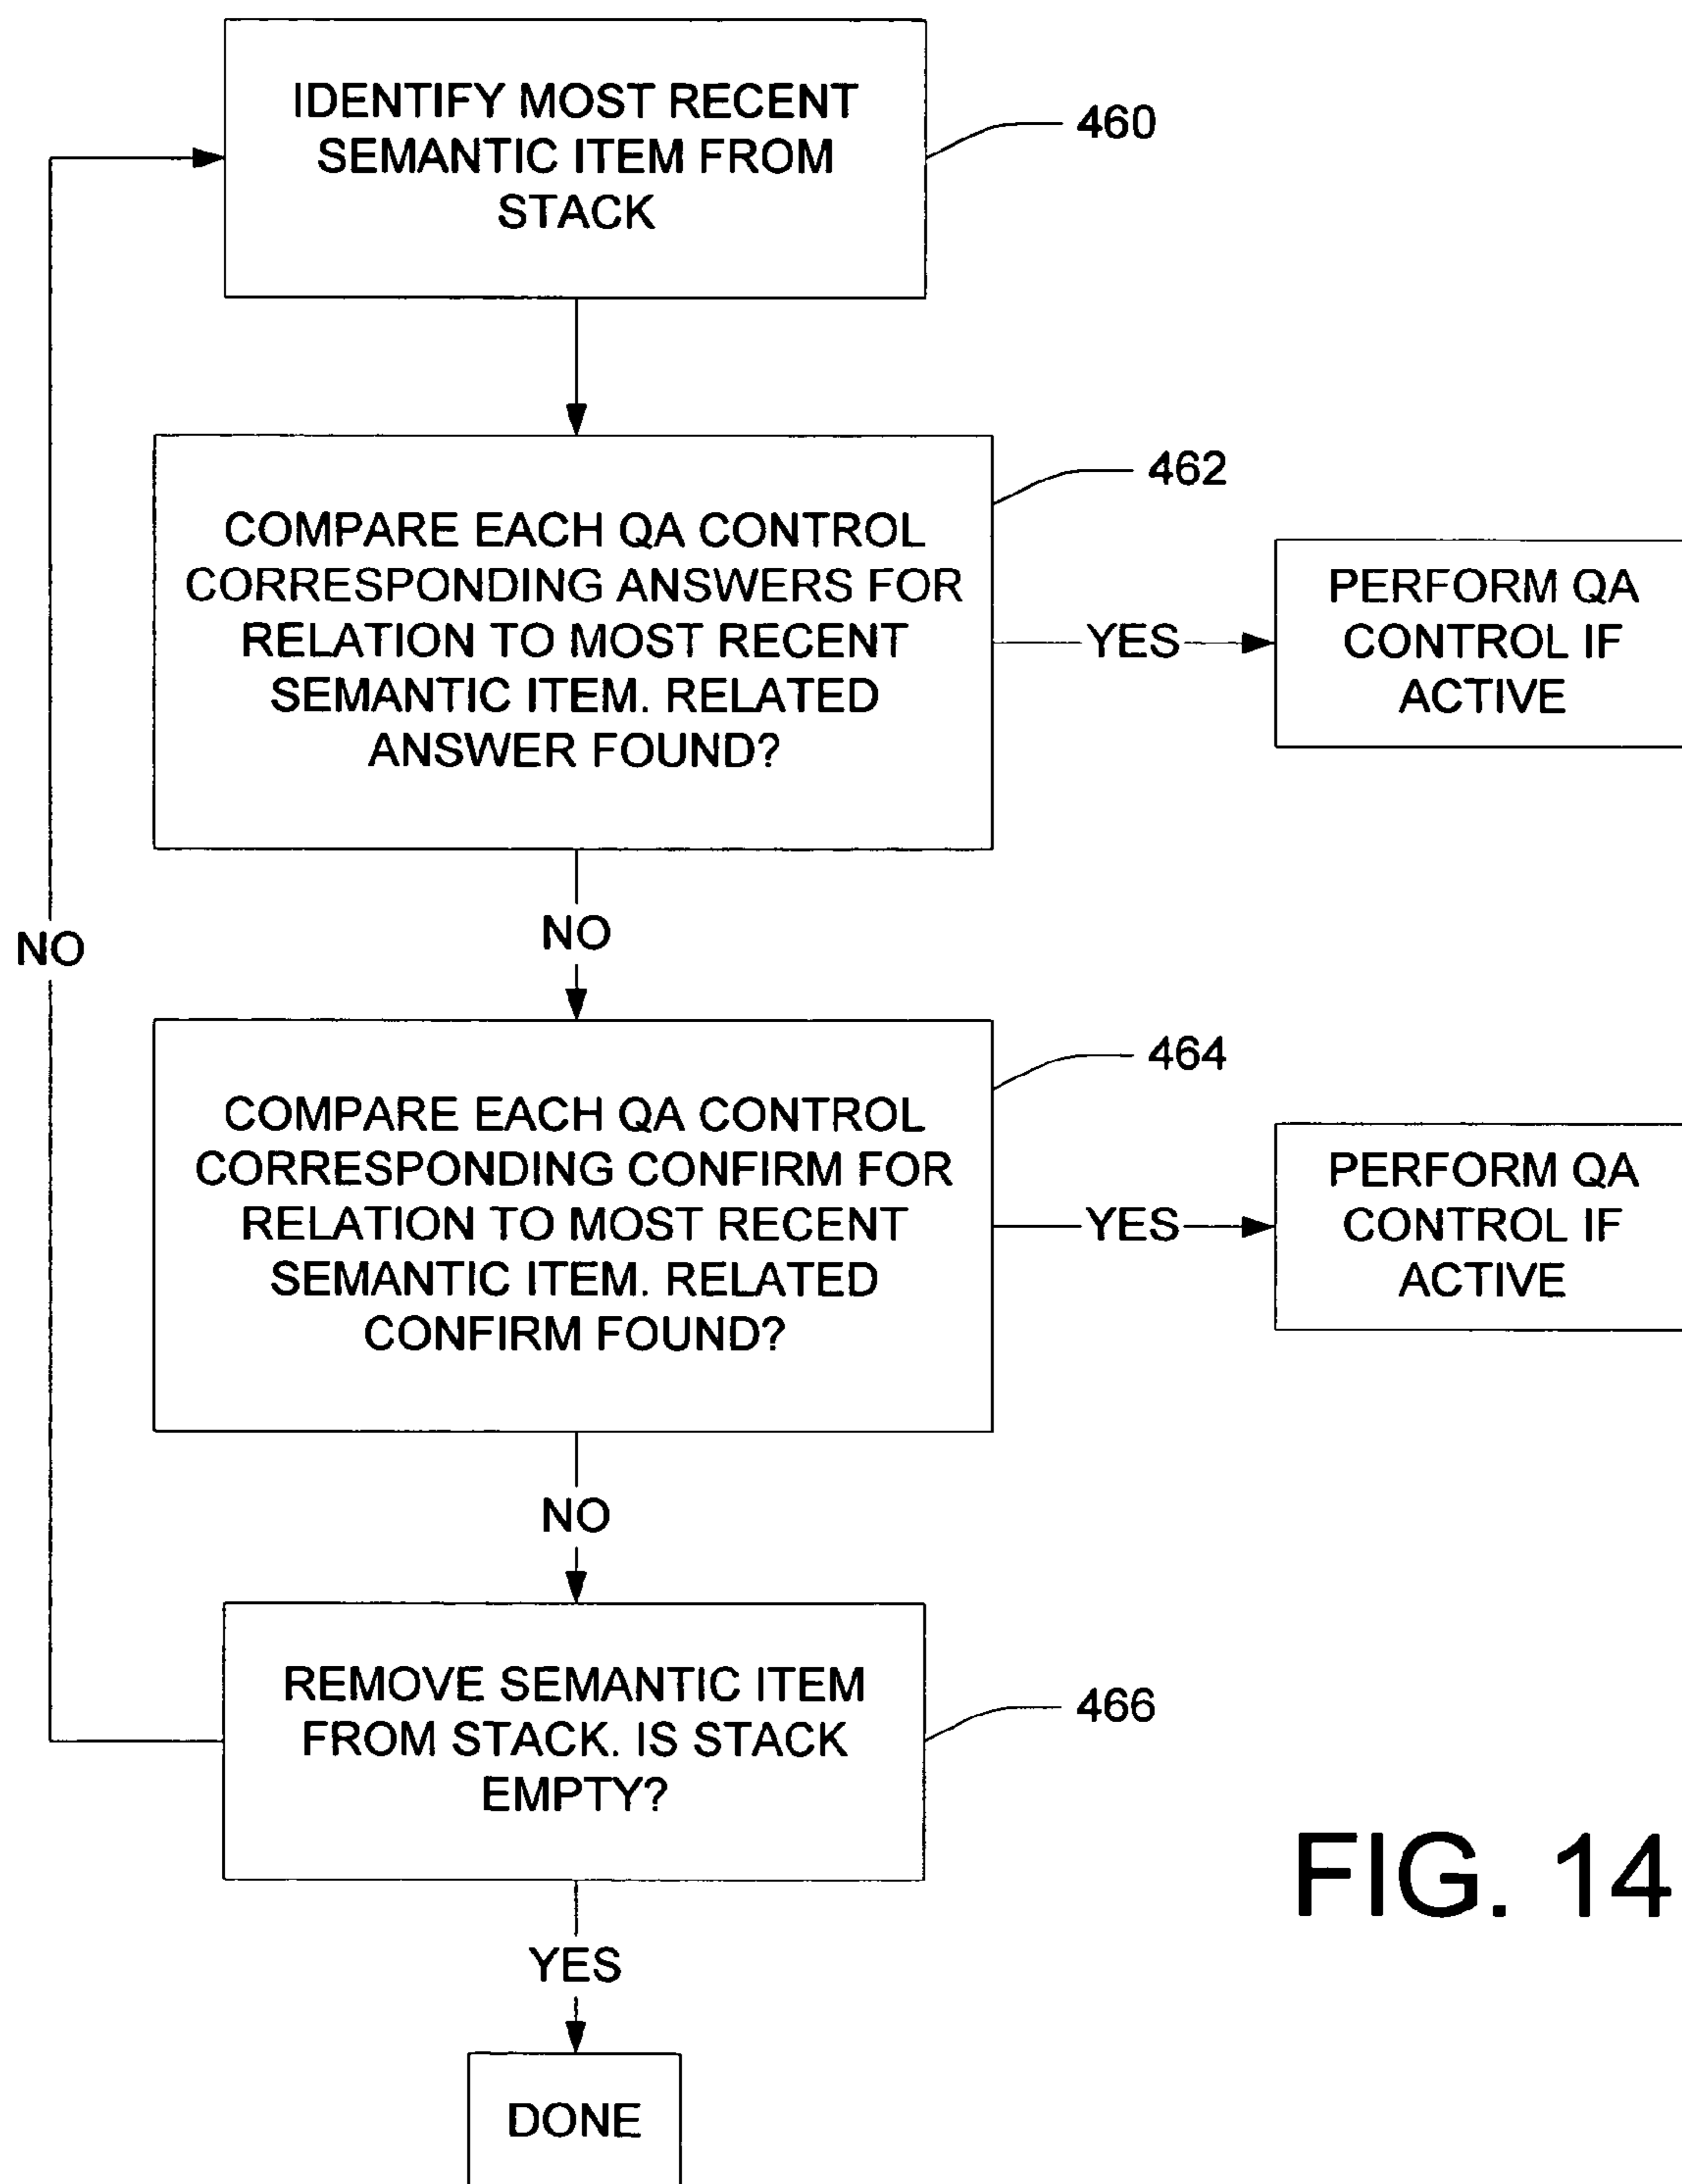 IDENTIFY MOST RECENT
SEMANTIC ITEM FROM
STACK
460
COMPARE EACH QA CONTROL
CORRESPONDING ANSWERS FOR
RELATION TO MOST RECENT
SEMANTIC ITEM. RELATED
ANSWER FOUND?
462
YES
PERFORM QA
CONTROL IF
ACTIVE
NO
NO
COMPARE EACH QA CONTROL
CORRESPONDING CONFIRM FOR
RELATION TO MOST RECENT
SEMANTIC ITEM. RELATED
CONFIRM FOUND?
464
YES
PERFORM QA
CONTROL IF
ACTIVE
NO
REMOVE SEMANTIC ITEM
FROM STACK. IS STACK
EMPTY?
466
YES
DONE
FIG. 14